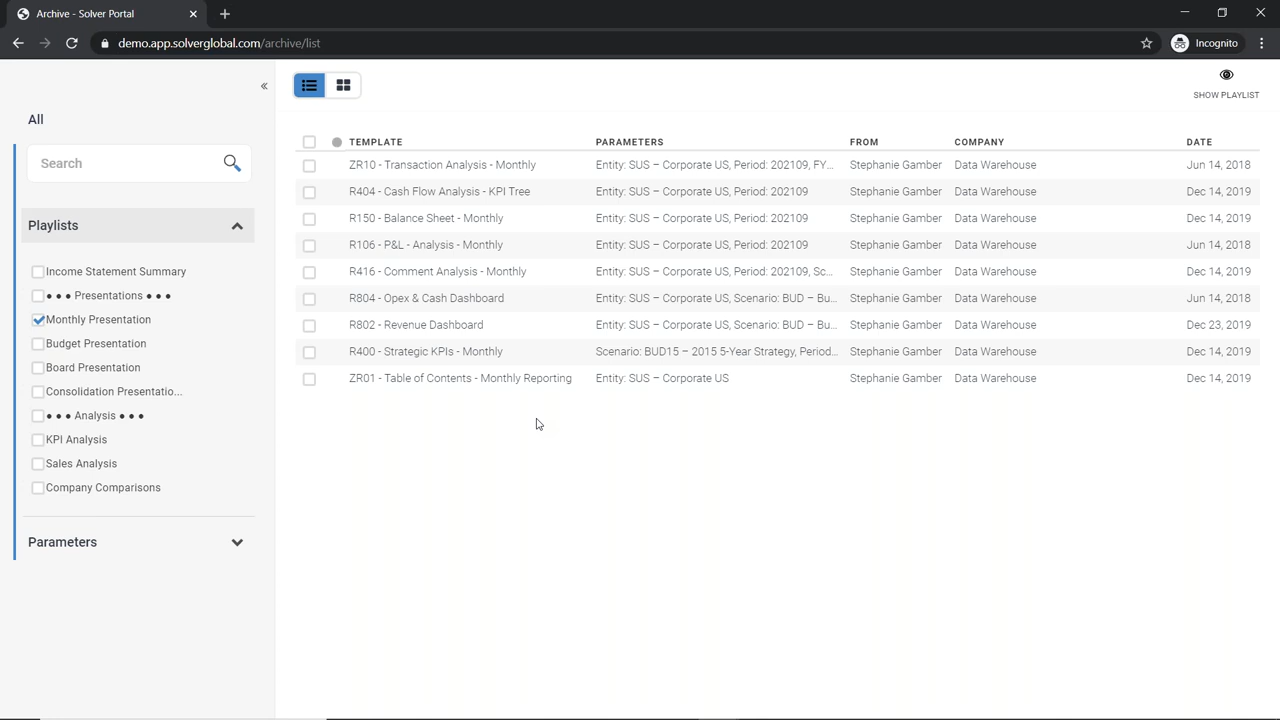 Archive - Solver Portal
demo.app.solverglobal.com/archive/list
Incognito
SHOW PLAYLIST
All
Search
Playlists
Income Statement Summary
• • • Presentations • • •
Monthly Presentation
Budget Presentation
Board Presentation
Consolidation Presentatio...
• • • Analysis • • •
KPI Analysis
Sales Analysis
Company Comparisons
Parameters
TEMPLATE PARAMETERS FROM COMPANY DATE
ZR10 - Transaction Analysis - Monthly Entity: SUS – Corporate US, Period: 202109, FY... Stephanie Gamber Data Warehouse Jun 14, 2018
R404 - Cash Flow Analysis - KPI Tree Entity: SUS – Corporate US, Period: 202109 Stephanie Gamber Data Warehouse Dec 14, 2019
R150 - Balance Sheet - Monthly Entity: SUS – Corporate US, Period: 202109 Stephanie Gamber Data Warehouse Dec 14, 2019
R106 - P&L - Analysis - Monthly Entity: SUS – Corporate US, Period: 202109 Stephanie Gamber Data Warehouse Jun 14, 2018
R416 - Comment Analysis - Monthly Entity: SUS – Corporate US, Period: 202109, Sc... Stephanie Gamber Data Warehouse Dec 14, 2019
R804 - Opex & Cash Dashboard Entity: SUS – Corporate US, Scenario: BUD – Bu... Stephanie Gamber Data Warehouse Jun 14, 2018
R802 - Revenue Dashboard Entity: SUS – Corporate US, Scenario: BUD – Bu... Stephanie Gamber Data Warehouse Dec 23, 2019
R400 - Strategic KPIs - Monthly Scenario: BUD15 – 2015 5-Year Strategy, Period... Stephanie Gamber Data Warehouse Dec 14, 2019
ZR01 - Table of Contents - Monthly Reporting Entity: SUS – Corporate US Stephanie Gamber Data Warehouse Dec 14, 2019